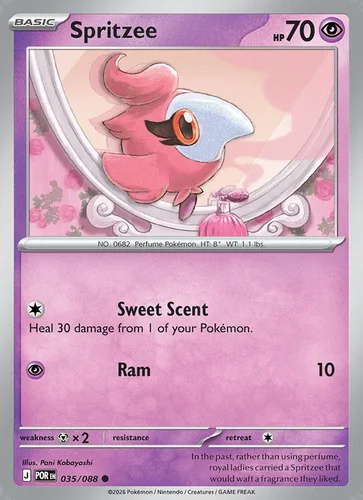 BASIC Spritzee HP 70
NO. 0682 Perfume Pokémon HT: 8" WT: 1.1 lbs.
Sweet Scent
Heal 30 damage from 1 of your Pokémon.
Ram 10
weakness ×2 resistance retreat
Illus. Pani Kobayashi
J POR EN 035/088
In the past, rather than using perfume,
royal ladies carried a Spritzee that
would waft a fragrance they liked.
©2026 Pokémon / Nintendo / Creatures / GAME FREAK